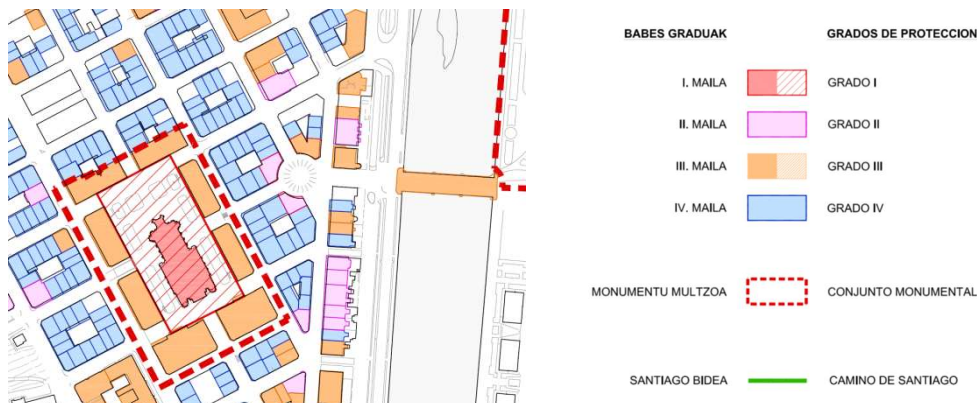 BABES GRADUAK GRADOS DE PROTECCION
I. MAILA GRADO I
II. MAILA GRADO II
III. MAILA GRADO III
IV. MAILA GRADO IV
MONUMENTU MULTZOA CONJUNTO MONUMENTAL
SANTIAGO BIDEA CAMINO DE SANTIAGO